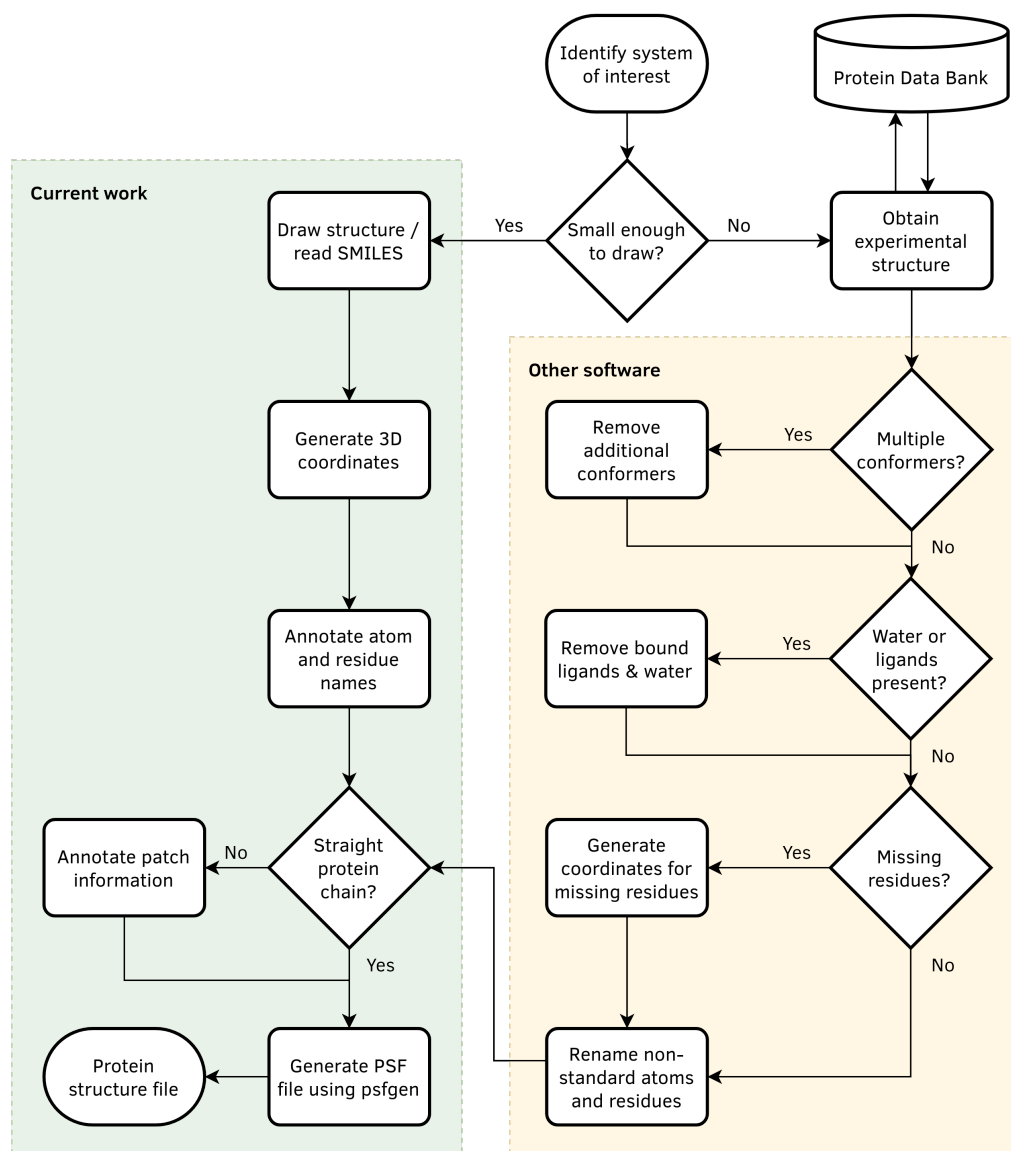 Identify system
of interest
Protein Data Bank
Current work
Draw structure /
read SMILES
Yes
Small enough
to draw?
No
Obtain
experimental
structure
Other software
Generate 3D
coordinates
Remove
additional
conformers
Yes
Multiple
conformers?
No
Annotate atom
and residue
names
Remove bound
ligands & water
Yes
Water or
ligands
present?
No
Annotate patch
information
No
Straight
protein
chain?
Yes
Generate
coordinates for
missing residues
Yes
Missing
residues?
No
Protein
structure file
Generate PSF
file using psfgen
Rename non-
standard atoms
and residues